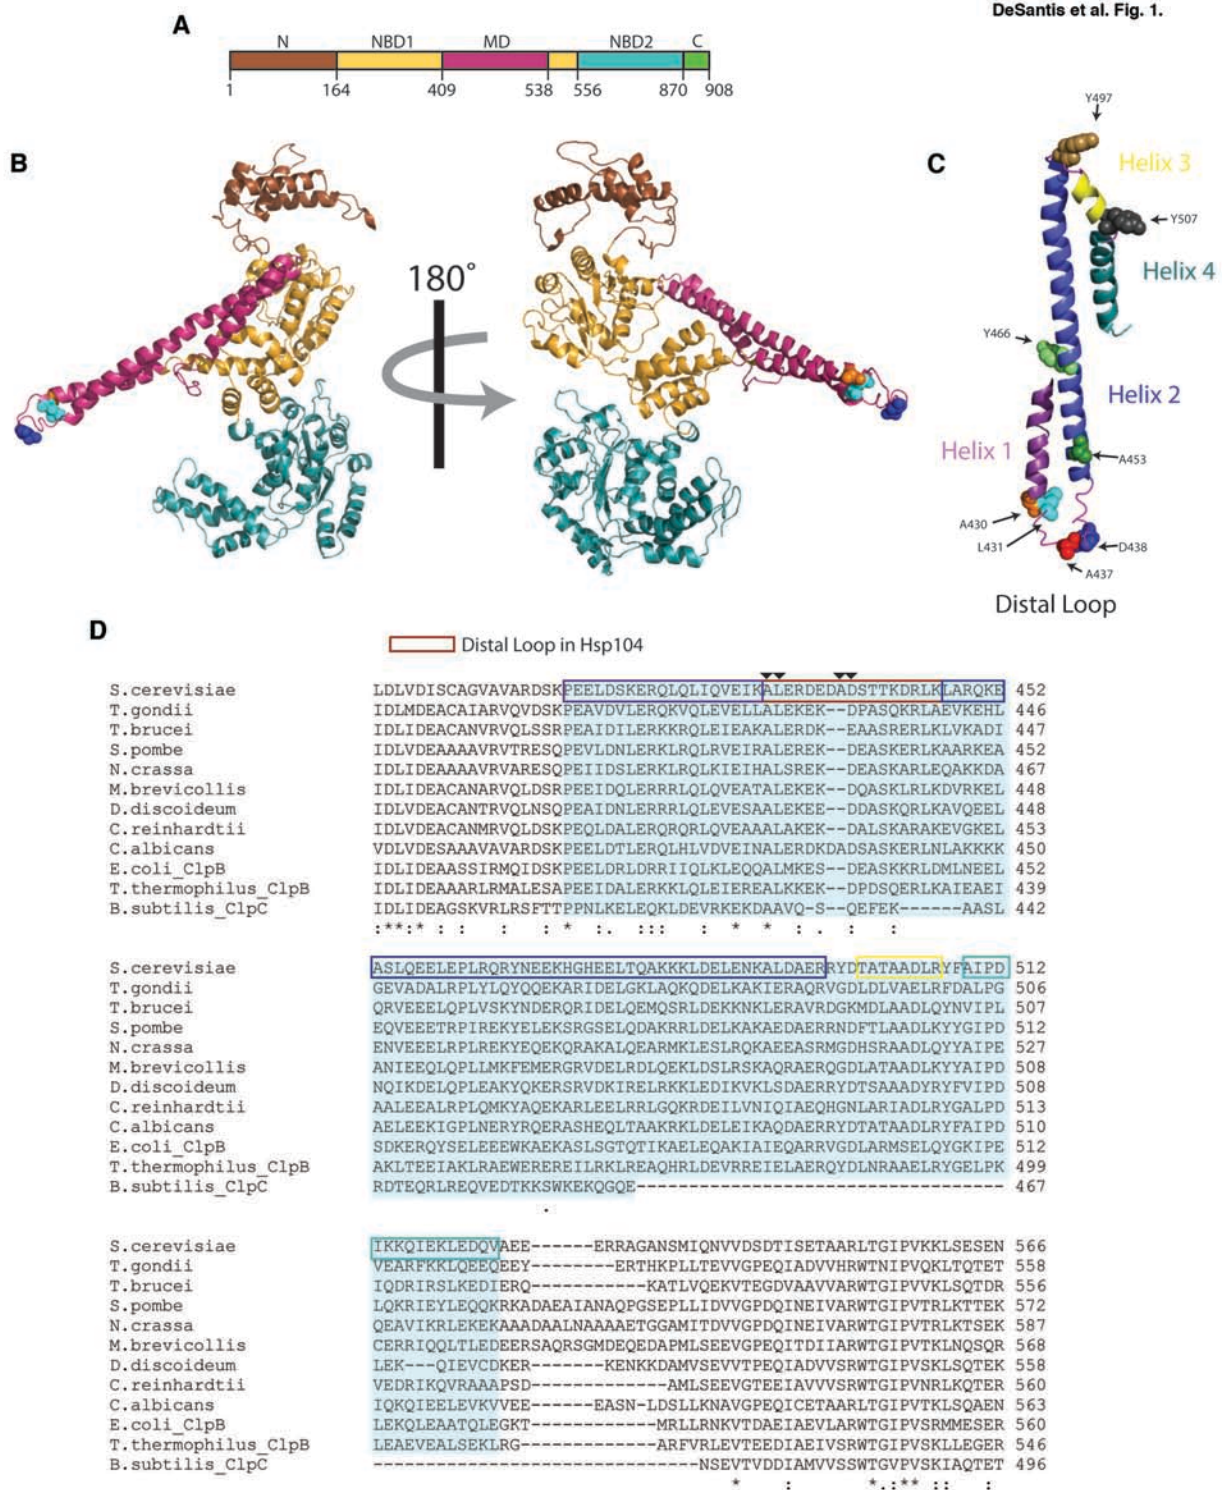 DeSantis et al. Fig. 1.
A
N NBD1 MD NBD2 C
1 164 409 538 556 870 908
B
180°
C
Y497
Helix 3
Y507
Helix 4
Y466
Helix 2
Helix 1
A453
A430
L431
D438
A437
Distal Loop
D
Distal Loop in Hsp104
S.cerevisiae LDLVDISCAGVAVARDSKPEELDSKERQLQLIQVEIKALERDEDADSTTKDRLKLARQKE 452
T.gondii IDLMDEACAIARVQVDSKPEAVDVLERQKVQLEVELLALEKEK--DPASQKRLAEVKEHL 446
T.brucei IDLIDEACANVRVQLSSRPEAIDILERKKRQLEIEAKALERDK--EAASRERLKLVKADI 447
S.pombe IDLVDEAAAAVRVTRESQPEVLDNLERKLRQLRVEIRALEREK--DEASKERLKAARKEA 452
N.crassa IDLIDEAAAAVRVARESQPEIIDSLERKLRQLKIEIHALSREK--DEASKARLEQAKKDA 467
M.brevicollis IDLIDEACANARVQLDSRPEIIDQLERRRLQLEVEATALEKEK--DQASKLRLKDVRKEL 448
D.discoideum IDLIDEACANTRVQLNSQPEAIDNLERRRLQLEVESAALEKEE--DDASKQRLKAVQEEL 448
C.reinhardtii IDLVDEACANMRVQLDSKPEQLDALERQRQRLQVEAAALAKEK--DALSKARAKEVGKEL 453
C.albicans VDLVDESAAAVAVARDSKPEELDTLERQLHLVDVEINALERDKDADSASKERLNLAKKKK 450
E.coli_ClpB IDLIDEAASSIRMQIDSKPEELDRLDRRIIQLKLEQQALMKES--DEASKKRLDMLNEEL 452
T.thermophilus_ClpB IDLIDEAAARLRMALESAPEEIDALERKKLQLEIEREALKKEK--DPDSQERLKAIEAEI 439
B.subtilis_ClpC IDLIDEAGSKVRLRSFTTPPNLKELEQKLDEVRKEKDAAVQ-S--QEFEK------AASL 442
:**:* : : : : * :. ::: : * * : . : :
S.cerevisiae ASLQEELEPLRQRYNEEKHGHEELTQAKKKLDELENKALDAERRYDTATAADLRYFAIPD 512
T.gondii GEVADALRPLYLQYQQEKARIDELGKLAQKQDELKAKIERAQRVGDLDLVAELRFDALPG 506
T.brucei QRVEEELQPLVSKYNDERQRIDELQEMQSRLDEKKNKLERAVRDGKMDLAADLQYNVIPL 507
S.pombe EQVEEETRPIREKYELEKSRGSELQDAKRRLDELKAKAEDAERRNDFTLAADLKYYGIPD 512
N.crassa ENVEEELRPLREKYEQEKQRAKALQEARMKLESLRQKAEEASRMGDHSRAADLQYYAIPE 527
M.brevicollis ANIEEQLQPLLMKFEMERGRVDELRDLQEKLDSLRSKAQRAERQGDLATAADLKYYAIPD 508
D.discoideum NQIKDELQPLEAKYQKERSRVDKIRELRKKLEDIKVKLSDAERRYDTSAAADYRYFVIPD 508
C.reinhardtii AALEEALRPLQMKYAQEKARLEELRRLGQKRDEILVNIQIAEQHGNLARIADLRYGALPD 513
C.albicans AELEEKIGPLNERYRQERASHEQLTAAKRKLDELEIKAQDAERRYDTATAADLRYFAIPD 510
E.coli_ClpB SDKERQYSELEEEWKAEKASLSGTQTIKAELEQAKIAIEQARRVGDLARMSELQYGKIPE 512
T.thermophilus_ClpB AKLTEEIAKLRAEWEREREILRKLREAQHRLDEVRREIELAERQYDLNRAAELRYGELPK 499
B.subtilis_ClpC RDTEQRLREQVEDTKKSWKEKQGQE----------------------------------- 467
.
S.cerevisiae IKKQIEKLEDQVAEE------ERRAGANSMIQNVVDSDTISETAARLTGIPVKKLSESEN 566
T.gondii VEARFKKLQEEQEEY--------ERTHKPLLTEVVGPEQIADVVHRWTNIPVQKLTQTET 558
T.brucei IQDRIRSLKEDIERQ-----------KATLVQEKVTEGDVAAVVARWTGIPVVKLSQTDR 556
S.pombe LQKRIEYLEQQKRKADAEAIANAQPGSEPLLIDVVGPDQINEIVARWTGIPVTRLKTTEK 572
N.crassa QEAVIKRLEKEKAAADAALNAAAAETGGAMITDVVGPDNINEIVARWTGIPVTRLKTSEK 587
M.brevicollis CERRIQQLTLEDEERSAQRSGMDEQEDAPMLSEEVGPEQITDIIARWTGIPVTKLNQSQR 568
D.discoideum LEK---QIEVCDKER-------KENKKDAMVSEVVTPEQIADVVSRWTGIPVSKLSQTEK 558
C.reinhardtii VEDRIKQVRAAAPSD-------------AMLSEEVGTEEIAVVVSRWTGIPVNRLKQTER 560
C.albicans IQKQIEELEVKVVEE------EASN-LDSLLKNAVGPEQICETAARLTGIPVTKLSQAEN 563
E.coli_ClpB LEKQLEAATQLEGKT------------MRLLRNKVTDAEIAEVLARWTGIPVSRMMESER 560
T.thermophilus_ClpB LEAEVEALSEKLRG-------------ARFVRLEVTEEDIAEIVSRWTGIPVSKLLEGER 546
B.subtilis_ClpC -------------------------------NSEVTVDDIAMVVSSWTGVPVSKIAQTET 496
* : *.:** :: :